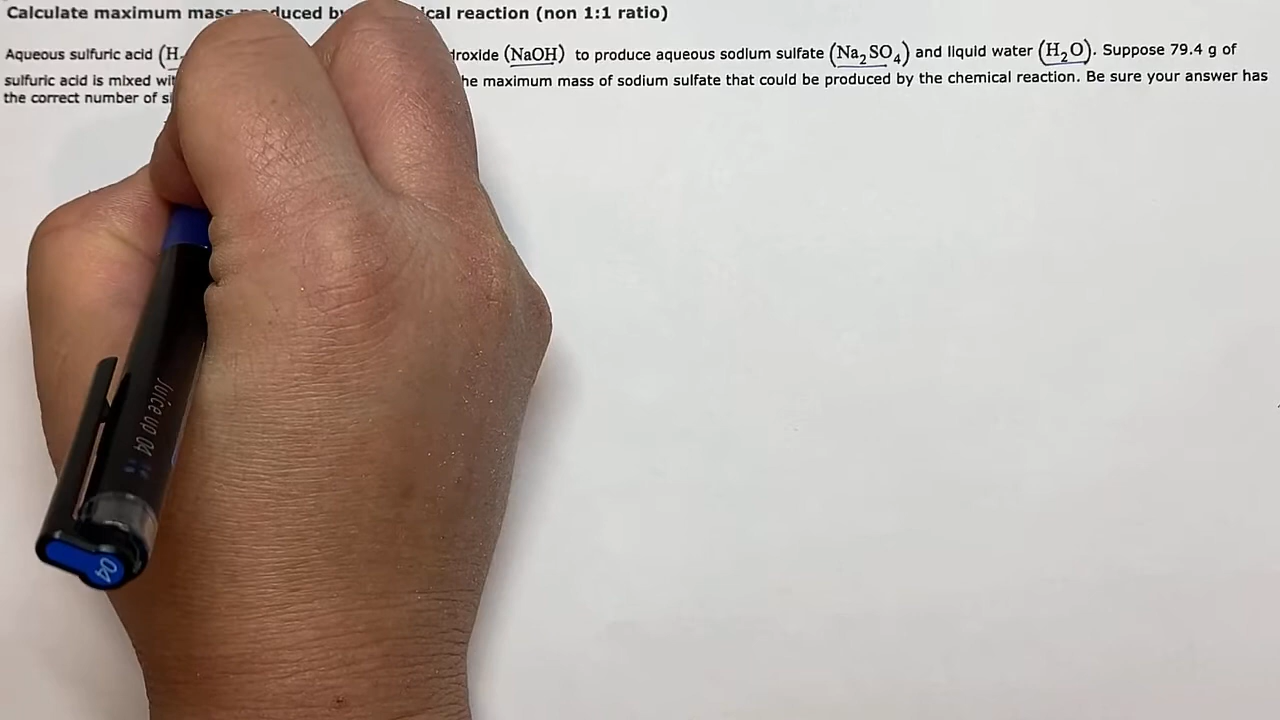 Calculate maximum mass ical reaction (non 1:1 ratio)
Aqueous sulfuric acid (H (NaOH) to produce aqueous sodium sulfate (Na₂SO₄) and liquid water (H₂O). Suppose 79.4 g of
sulfuric acid is mixed maximum mass of sodium sulfate that could be produced by the chemical reaction. Be sure your answer has
the correct number of
Juice up 04
04